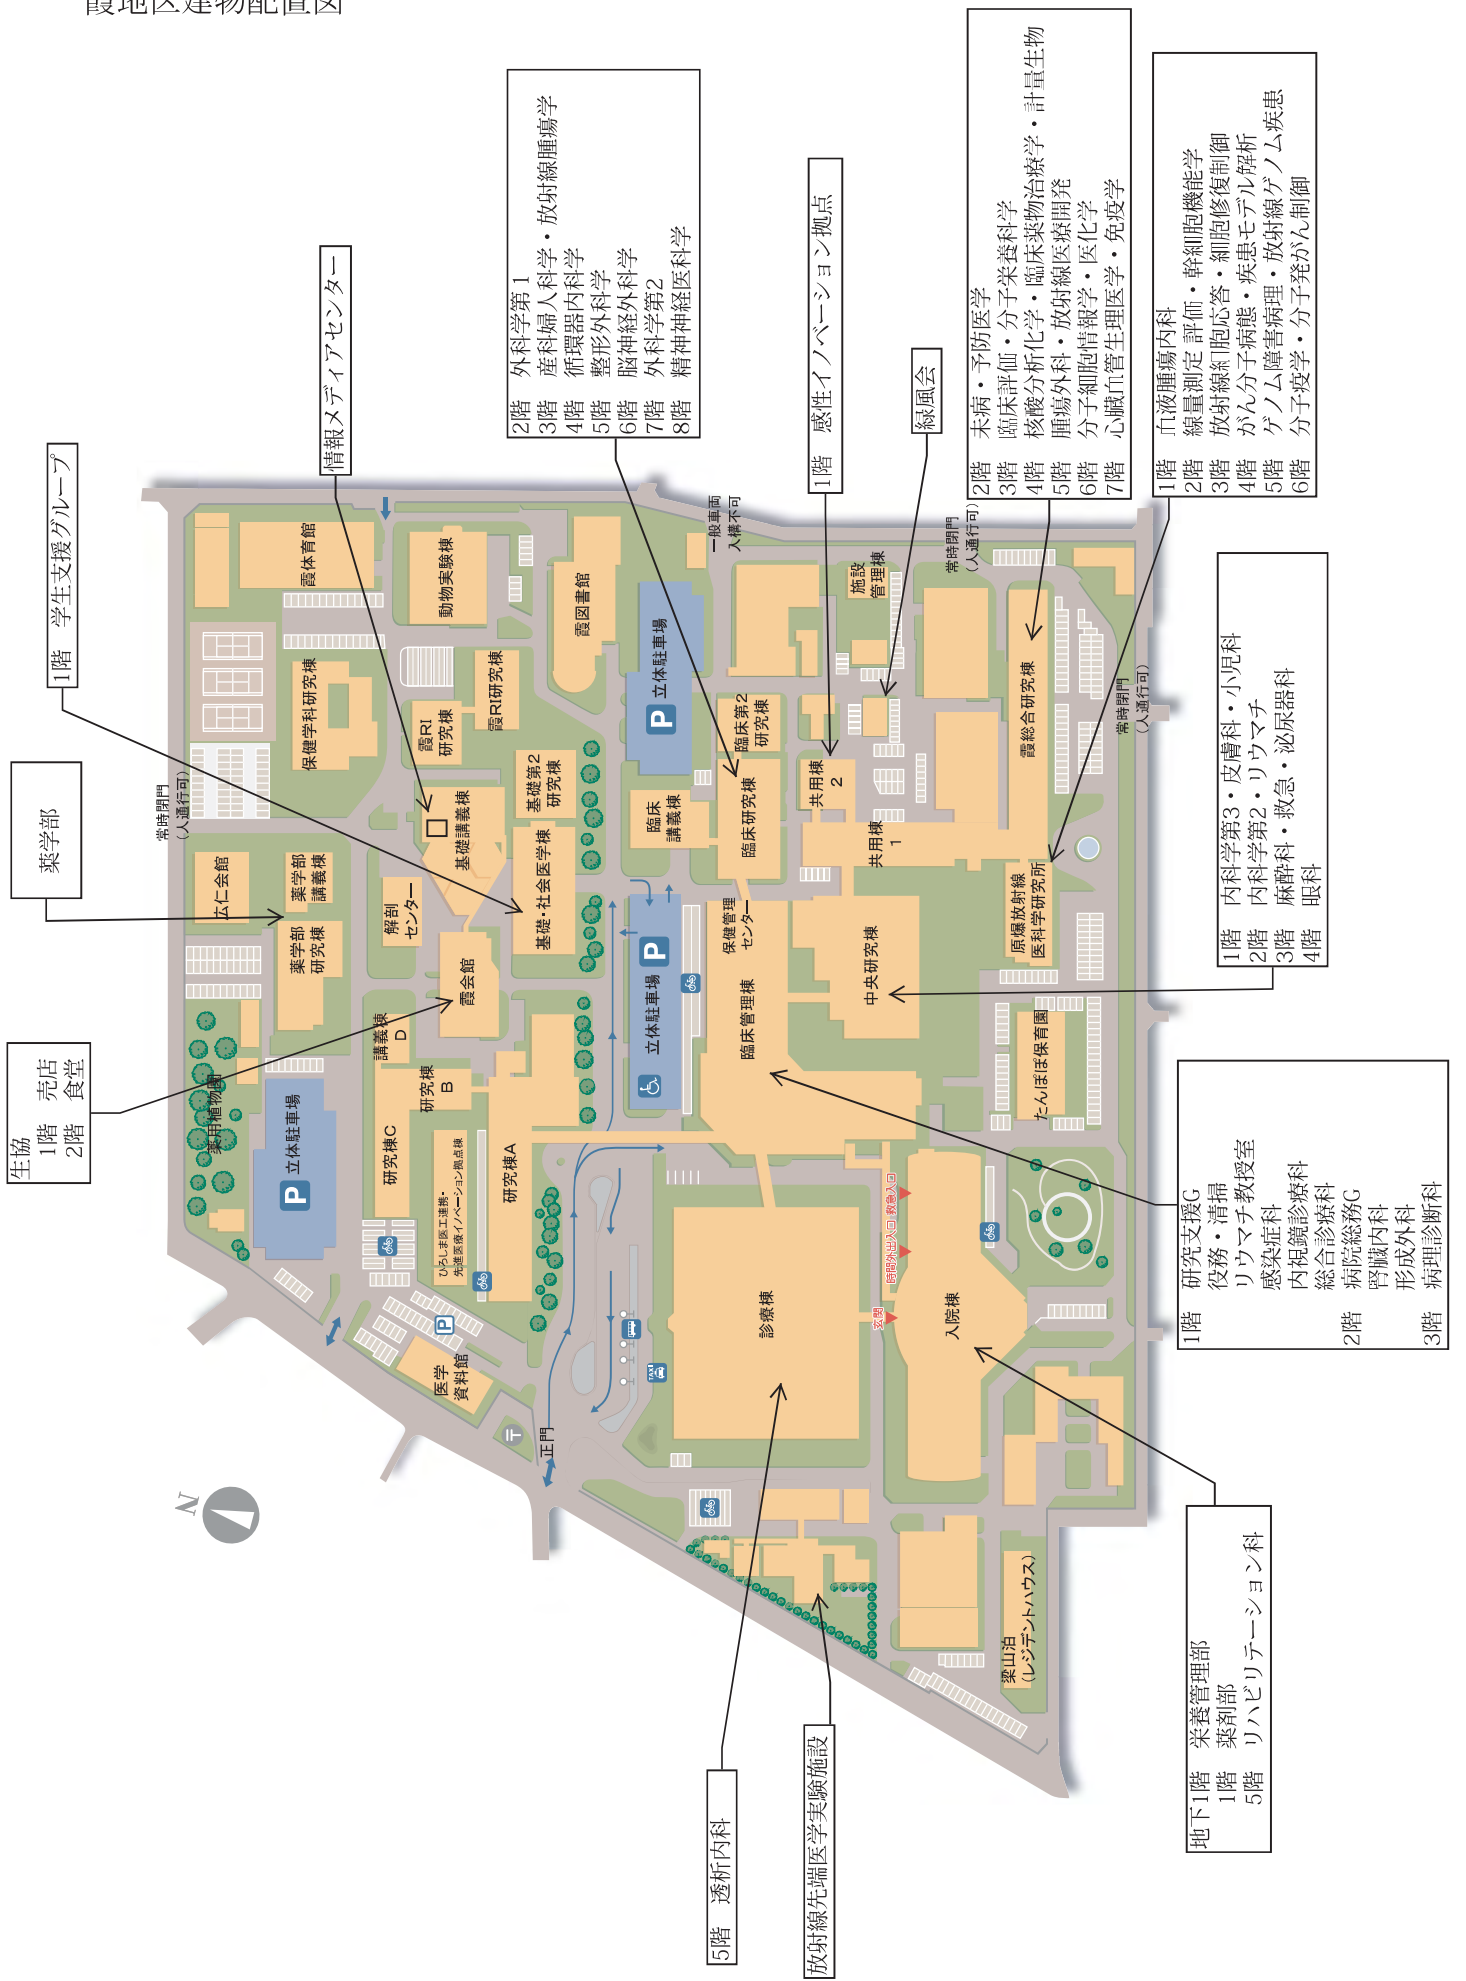 霞地区建物配置図
1階　学生支援グループ
情報メディアセンター
2階　外科学第1
3階　産科婦人科学・放射線腫瘍学
4階　循環器内科学
5階　整形外科学
6階　脳神経外科学
7階　外科学第2
8階　精神神経医科学
1階　感性イノベーション拠点
緑風会
2階　未病・予防医学
3階　臨床評価・分子栄養科学
4階　核酸分析化学・臨床薬物治療学・計量生物
5階　腫瘍外科・放射線医療開発
6階　分子細胞情報学・医化学
7階　心臓血管生理医学・免疫学
1階　血液腫瘍内科
2階　線量測定 評価・幹細胞機能学
3階　放射線細胞応答・細胞修復制御
4階　がん分子病態・疾患モデル解析
5階　ゲノム障害病理・放射線ゲノム疾患
6階　分子疫学・分子発がん制御
薬学部
生協
1階　売店
2階　食堂
1階　内科学第3・皮膚科・小児科
2階　内科学第2・リウマチ
3階　麻酔科・救急・泌尿器科
4階　眼科
1階　研究支援G
役務・清掃
リウマチ教授室
感染症科
内視鏡診療科
総合診療科
2階　病院総務G
腎臓内科
形成外科
3階　病理診断科
地下1階　栄養管理部
1階　薬剤部
5階　リハビリテーション科
5階　透析内科
放射線先端医学実験施設
霞体育館
動物実験棟
霞図書館
保健学科研究棟
霞RI
研究棟
霞RI研究棟
立体駐車場
P
一般車両
入構不可
施設
管理棟
常時閉門
(人通行可)
常時閉門
(人通行可)
常時閉門
(人通行可)
臨床第2
研究棟
臨床研究棟
臨床
講義棟
共用棟
2
共用棟
1
霞総合研究棟
原爆放射線
医科学研究所
基礎第2
研究棟
基礎講義棟
基礎・社会医学棟
広仁会館
薬学部
講義棟
薬学部
研究棟
解剖
センター
霞会館
保健管理
センター
立体駐車場
P
臨床管理棟
中央研究棟
たんぽぽ保育園
講義棟
D
研究棟
B
研究棟C
研究棟A
薬用植物園
立体駐車場
P
ひろしま医工連携・
先進医療イノベーション拠点棟
P
医学
資料館
正門
〒
TAXI
診療棟
入院棟
救急入口
時間外出入口
玄関
梁山泊
(レジデントハウス)
N